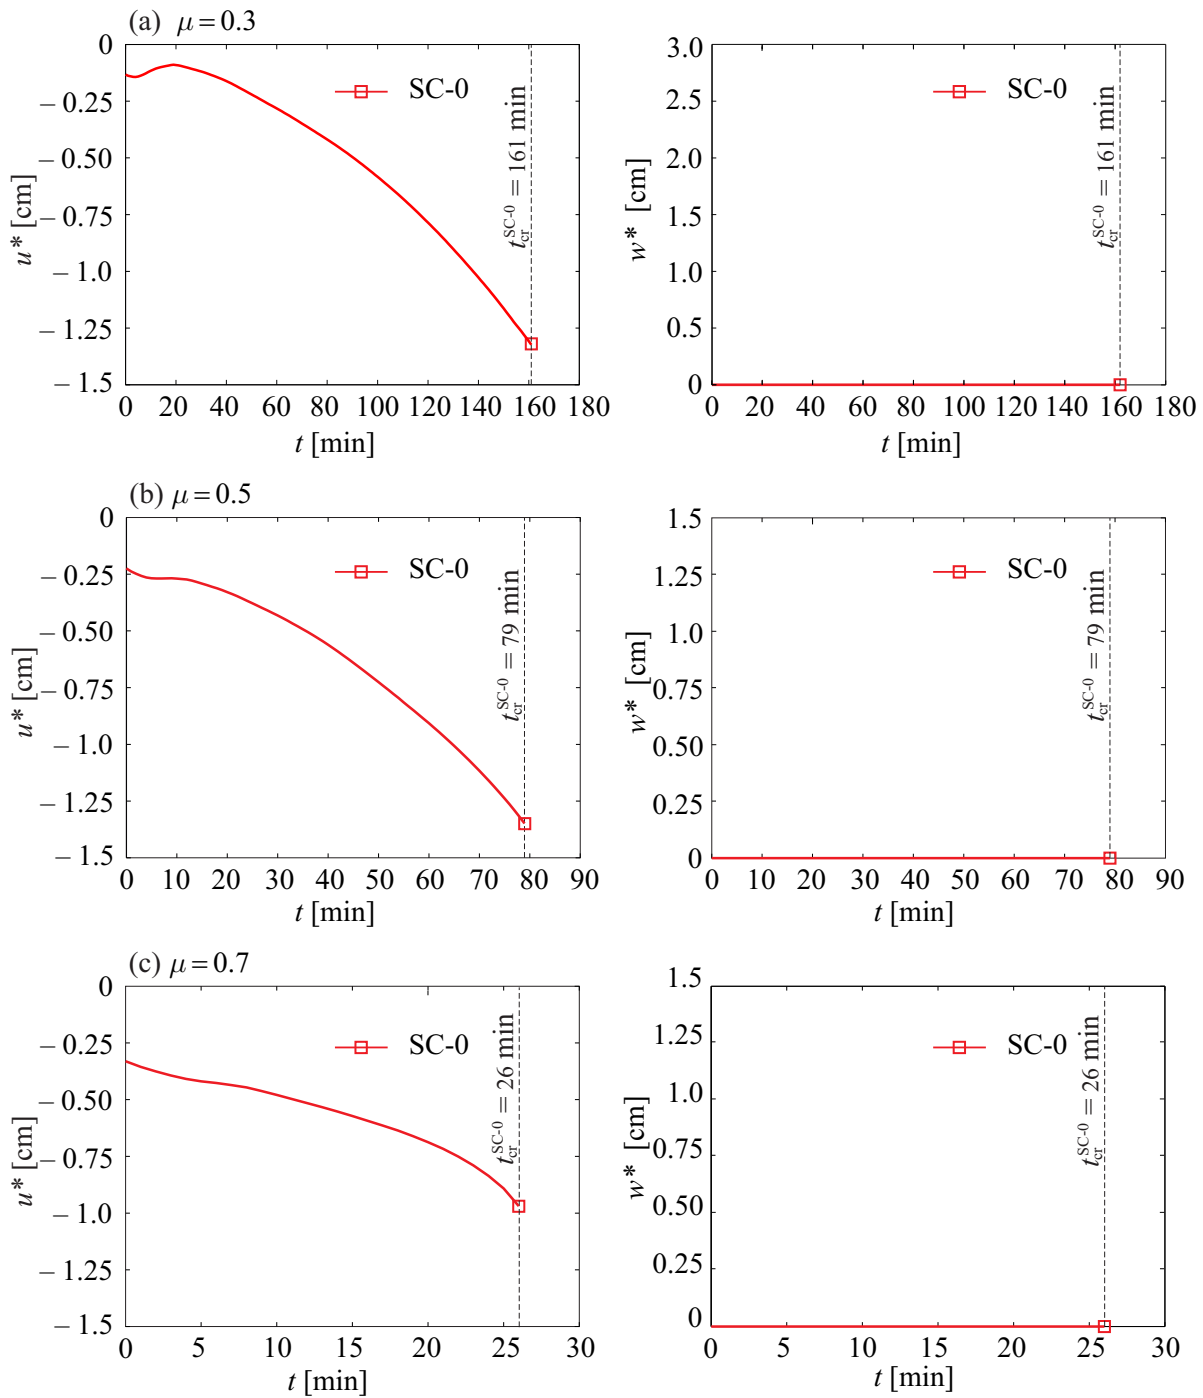 (a) μ = 0.3
0
− 0.25
− 0.50
− 0.75
− 1.0
− 1.25
− 1.5
u* [cm]
0 20 40 60 80 100 120 140 160 180
t [min]
SC-0
t_cr^SC-0 = 161 min
3.0
2.5
2.0
1.5
1.0
0.5
0
w* [cm]
0 20 40 60 80 100 120 140 160 180
t [min]
SC-0
t_cr^SC-0 = 161 min
(b) μ = 0.5
0
− 0.25
− 0.50
− 0.75
− 1.0
− 1.25
− 1.5
u* [cm]
0 10 20 30 40 50 60 70 80 90
t [min]
SC-0
t_cr^SC-0 = 79 min
1.5
1.25
1.0
0.75
0.50
0.25
0
w* [cm]
0 10 20 30 40 50 60 70 80 90
t [min]
SC-0
t_cr^SC-0 = 79 min
(c) μ = 0.7
0
− 0.25
− 0.50
− 0.75
− 1.0
− 1.25
− 1.5
u* [cm]
0 5 10 15 20 25 30
t [min]
SC-0
t_cr^SC-0 = 26 min
1.5
1.25
1.0
0.75
0.50
0.25
0
w* [cm]
0 5 10 15 20 25 30
t [min]
SC-0
t_cr^SC-0 = 26 min